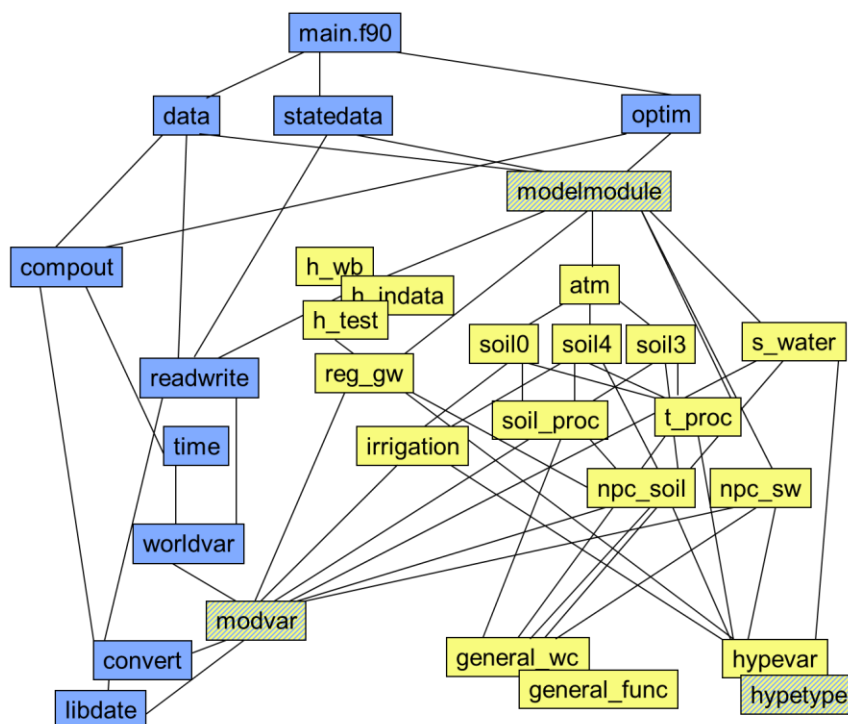 main.f90
data
statedata
optim
modelmodule
compout
h_wb
h_indata
h_test
atm
soil0
soil4
soil3
s_water
readwrite
reg_gw
soil_proc
t_proc
time
irrigation
npc_soil
npc_sw
worldvar
modvar
convert
general_wc
hypevar
general_func
hypetype
libdate